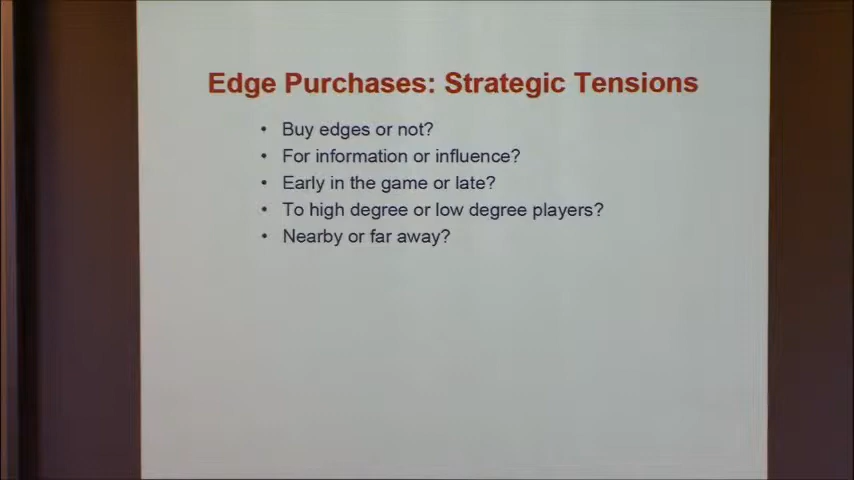 Edge Purchases: Strategic Tensions
• Buy edges or not?
• For information or influence?
• Early in the game or late?
• To high degree or low degree players?
• Nearby or far away?